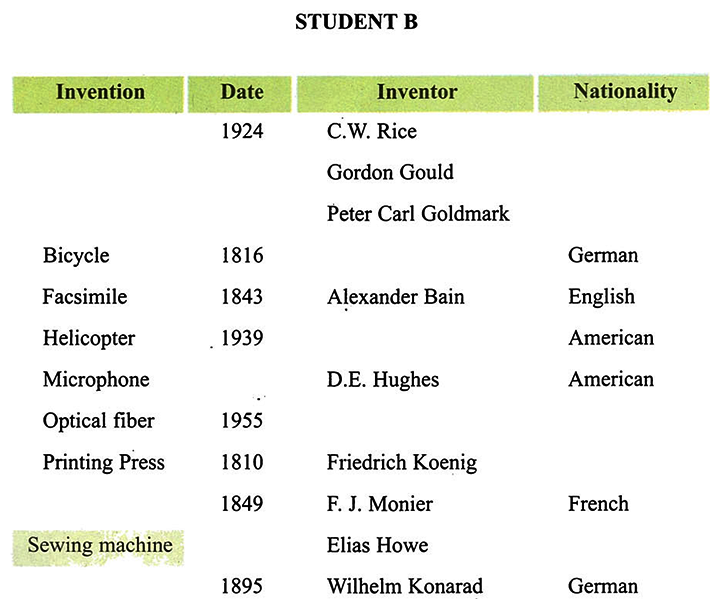 STUDENT B
Invention Date Inventor Nationality
1924 C.W. Rice
Gordon Gould
Peter Carl Goldmark
Bicycle 1816 German
Facsimile 1843 Alexander Bain English
Helicopter 1939 American
Microphone D.E. Hughes American
Optical fiber 1955
Printing Press 1810 Friedrich Koenig
1849 F. J. Monier French
Sewing machine Elias Howe
1895 Wilhelm Konarad German